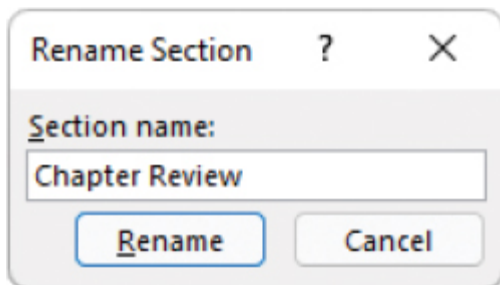 Rename Section ?
Section name:
Chapter Review
Rename Cancel